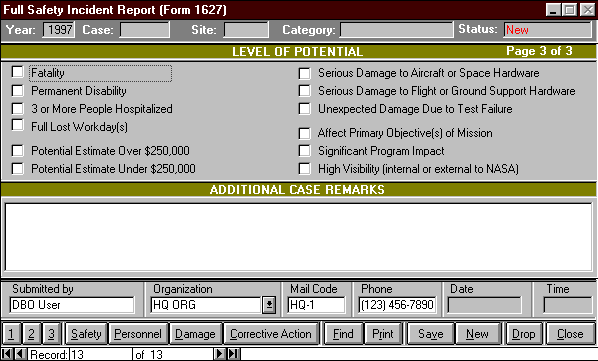 Full Safety Incident Report (Form 1627)
Year: 1997 Case: Site: Category: Status: New
LEVEL OF POTENTIAL Page 3 of 3
Fatality
Permanent Disability
3 or More People Hospitalized
Full Lost Workday(s)
Potential Estimate Over $250,000
Potential Estimate Under $250,000
Serious Damage to Aircraft or Space Hardware
Serious Damage to Flight or Ground Support Hardware
Unexpected Damage Due to Test Failure
Affect Primary Objective(s) of Mission
Significant Program Impact
High Visibility (internal or external to NASA)
ADDITIONAL CASE REMARKS
Submitted by Organization Mail Code Phone Date Time
DBO User HQ ORG HQ-1 (123) 456-7890
1 2 3 Safety Personnel Damage Corrective Action Find Print Save New Drop Close
Record: 13 of 13